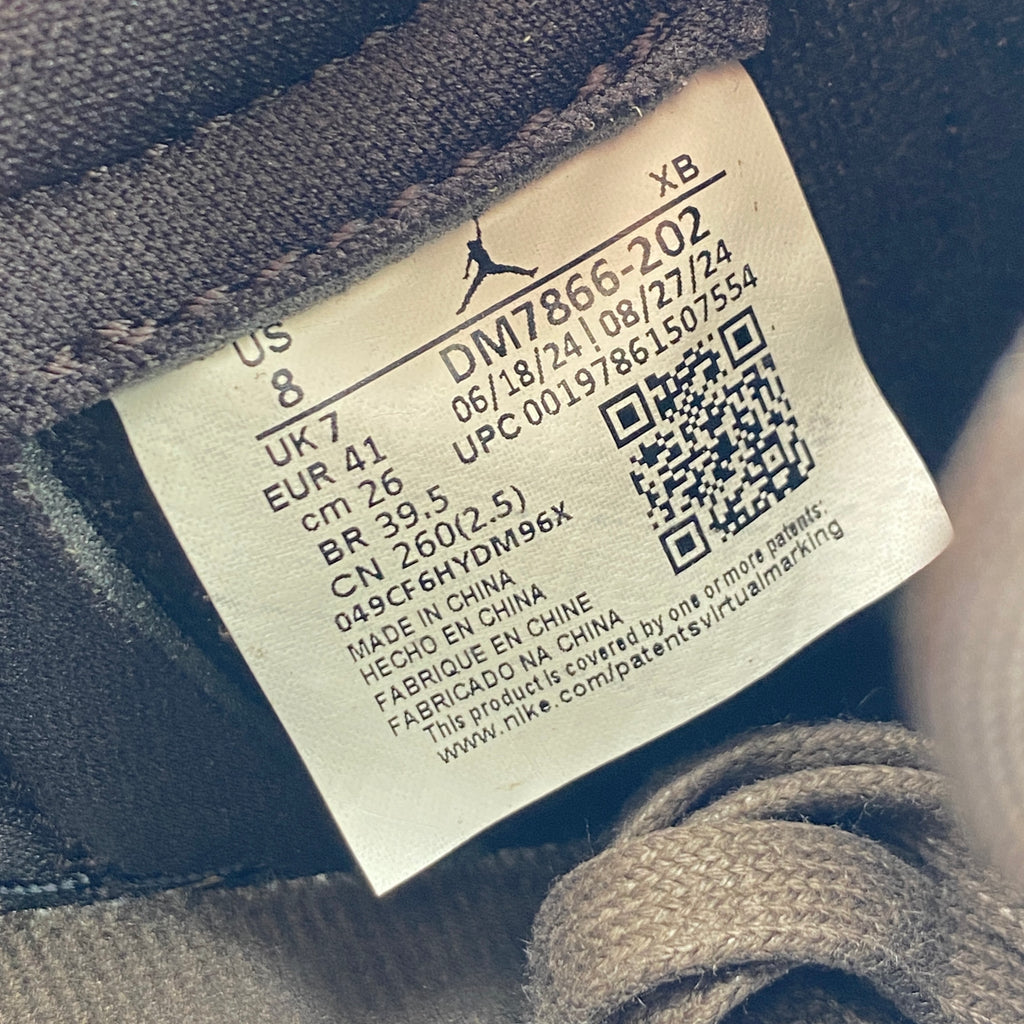 XB
US
8
DM7866-202
06/18/24 | 08/27/24
UPC 00197861507554
UK 7
EUR 41
cm 26
BR 39.5
CN 260(2.5)
049CF6HYDM96X
MADE IN CHINA
HECHO EN CHINA
FABRIQUE EN CHINE
FABRICADO NA CHINA
This product is covered by one or more patents:
www.nike.com/patentsvirtualmarking